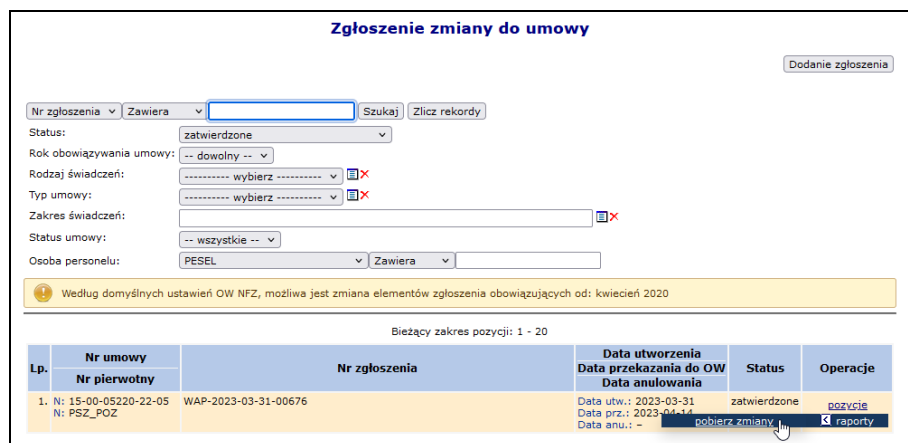 Zgłoszenie zmiany do umowy
Dodanie zgłoszenia
Nr zgłoszenia Zawiera Szukaj Zlicz rekordy
Status: zatwierdzone
Rok obowiązywania umowy: -- dowolny --
Rodzaj świadczeń: ---------- wybierz ----------
Typ umowy: ---------- wybierz ----------
Zakres świadczeń:
Status umowy: -- wszystkie --
Osoba personelu: PESEL Zawiera
Według domyślnych ustawień OW NFZ, możliwa jest zmiana elementów zgłoszenia obowiązujących od: kwiecień 2020
Bieżący zakres pozycji: 1 - 20
Lp. Nr umowy Nr pierwotny Nr zgłoszenia Data utworzenia Data przekazania do OW Data anulowania Status Operacje
1. N: 15-00-05220-22-05 WAP-2023-03-31-00676 Data utw.: 2023-03-31 zatwierdzone pozycje
N: PSZ_POZ Data prz.: 2023-04-14
Data anu.: – pobierz zmiany raporty